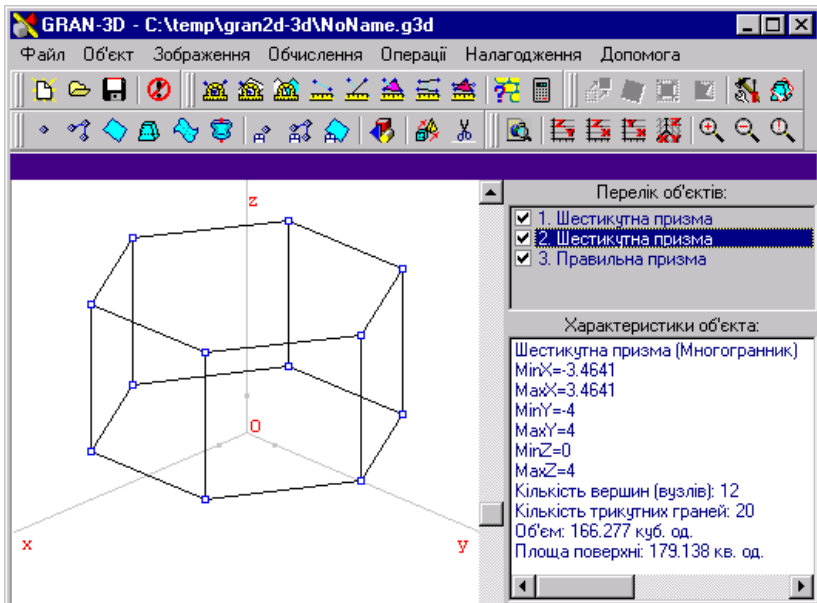 GRAN-3D - C:\temp\gran2d-3d\NoName.g3d
Файл Об'єкт Зображення Обчислення Операції Налагодження Допомога
z
O
x
y
Перелік об'єктів:
1. Шестикутна призма
2. Шестикутна призма
3. Правильна призма
Характеристики об'єкта:
Шестикутна призма (Многогранник)
MinX=-3.4641
MaxX=3.4641
MinY=-4
MaxY=4
MinZ=0
MaxZ=4
Кількість вершин (вузлів): 12
Кількість трикутних граней: 20
Об'єм: 166.277 куб. од.
Площа поверхні: 179.138 кв. од.